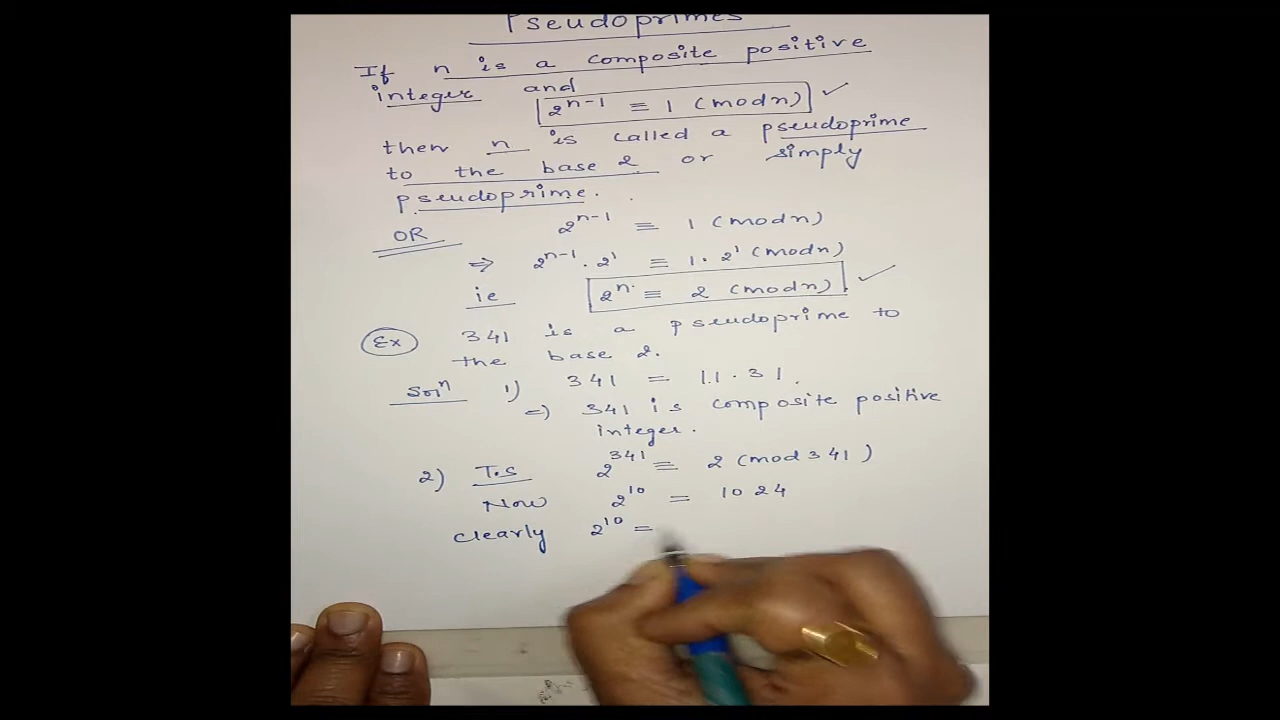 Pseudoprimes
If n is a composite positive
integer and
2^{n-1} ≡ 1 (mod n) ✓
then n is called a pseudoprime
to the base 2 or simply
pseudoprime.
OR 2^{n-1} ≡ 1 (mod n)
⇒ 2^{n-1} · 2^1 ≡ 1 · 2^1 (mod n)
ie 2^n ≡ 2 (mod n) ✓
Ex 341 is a pseudoprime to
the base 2.
Sol^n 1) 341 = 11 · 31.
⇒ 341 is composite positive
integer.
2) T.S 2^{341} ≡ 2 (mod 341)
Now 2^{10} = 1024
Clearly 2^{10} =